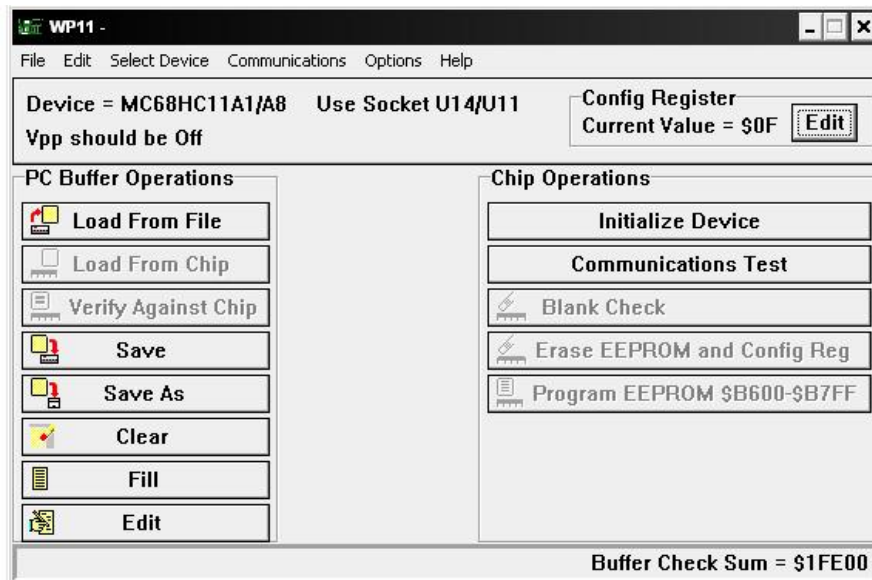 WP11 -
File Edit Select Device Communications Options Help
Device = MC68HC11A1/A8 Use Socket U14/U11
Vpp should be Off
Config Register
Current Value = $0F Edit
PC Buffer Operations
Load From File
Load From Chip
Verify Against Chip
Save
Save As
Clear
Fill
Edit
Chip Operations
Initialize Device
Communications Test
Blank Check
Erase EEPROM and Config Reg
Program EEPROM $B600-$B7FF
Buffer Check Sum = $1FE00